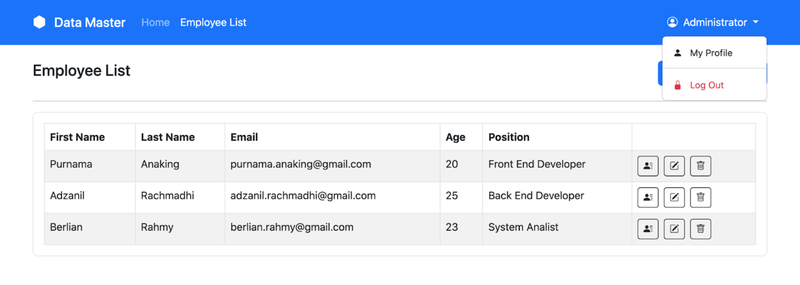 Data Master Home Employee List Administrator
My Profile
Employee List
Log Out
First Name Last Name Email Age Position
Purnama Anaking purnama.anaking@gmail.com 20 Front End Developer
Adzanil Rachmadhi adzanil.rachmadhi@gmail.com 25 Back End Developer
Berlian Rahmy berlian.rahmy@gmail.com 23 System Analist